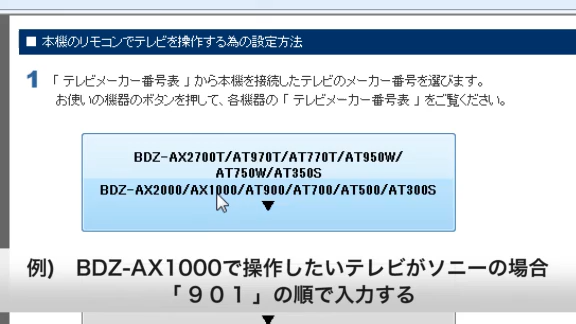 ■ 本機のリモコンでテレビを操作する為の設定方法
1 「 テレビメーカー番号表 」から本機を接続したテレビのメーカー番号を選びます。
お使いの機器のボタンを押して、各機器の「 テレビメーカー番号表 」をご覧ください。
BDZ-AX2700T/AT970T/AT770T/AT950W/
AT750W/AT350S
BDZ-AX2000/AX1000/AT900/AT700/AT500/AT300S
▼
例) BDZ-AX1000で操作したいテレビがソニーの場合
「９０１」の順で入力する
▼